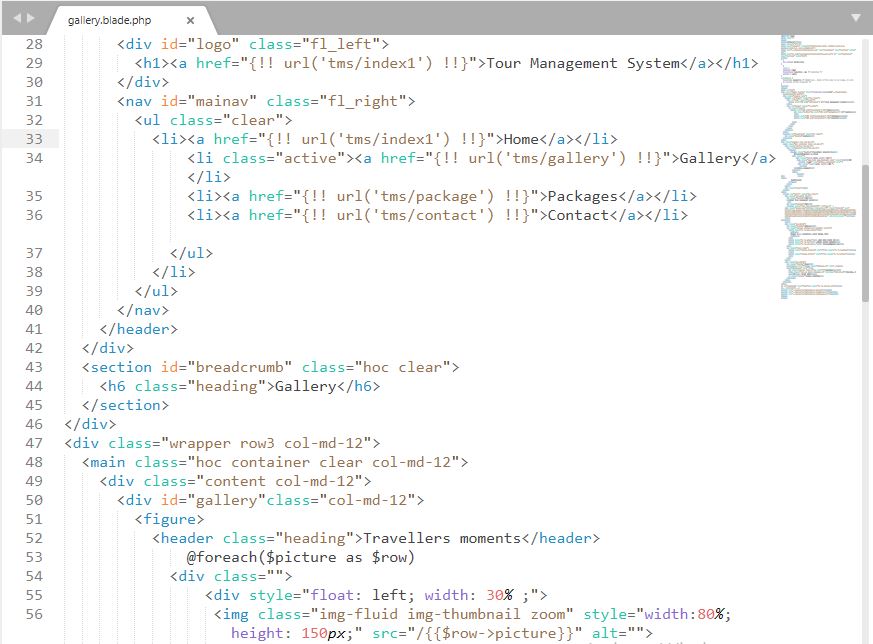 gallery.blade.php
28 <div id="logo" class="fl_left">
29 <h1><a href="{!! url('tms/index1') !!}">Tour Management System</a></h1>
30 </div>
31 <nav id="mainav" class="fl_right">
32 <ul class="clear">
33 <li><a href="{!! url('tms/index1') !!}">Home</a></li>
34 <li class="active"><a href="{!! url('tms/gallery') !!}">Gallery</a>
</li>
35 <li><a href="{!! url('tms/package') !!}">Packages</a></li>
36 <li><a href="{!! url('tms/contact') !!}">Contact</a></li>
37 </ul>
38 </li>
39 </ul>
40 </nav>
41 </header>
42 </div>
43 <section id="breadcrumb" class="hoc clear">
44 <h6 class="heading">Gallery</h6>
45 </section>
46 </div>
47 <div class="wrapper row3 col-md-12">
48 <main class="hoc container clear col-md-12">
49 <div class="content col-md-12">
50 <div id="gallery"class="col-md-12">
51 <figure>
52 <header class="heading">Travellers moments</header>
53 @foreach($picture as $row)
54 <div class="">
55 <div style="float: left; width: 30% ;">
56 <img class="img-fluid img-thumbnail zoom" style="width:80%;
height: 150px;" src="/{{$row->picture}}" alt="">